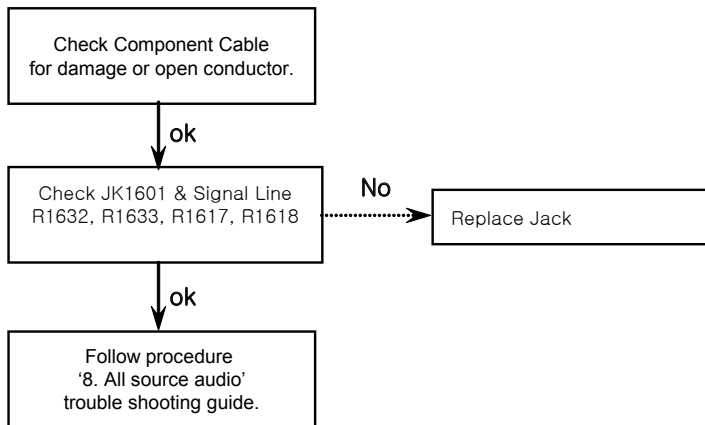 Check Component Cable
for damage or open conductor.
ok
Check JK1601 & Signal Line
R1632, R1633, R1617, R1618
No
Replace Jack
ok
Follow procedure
‘8. All source audio’
trouble shooting guide.